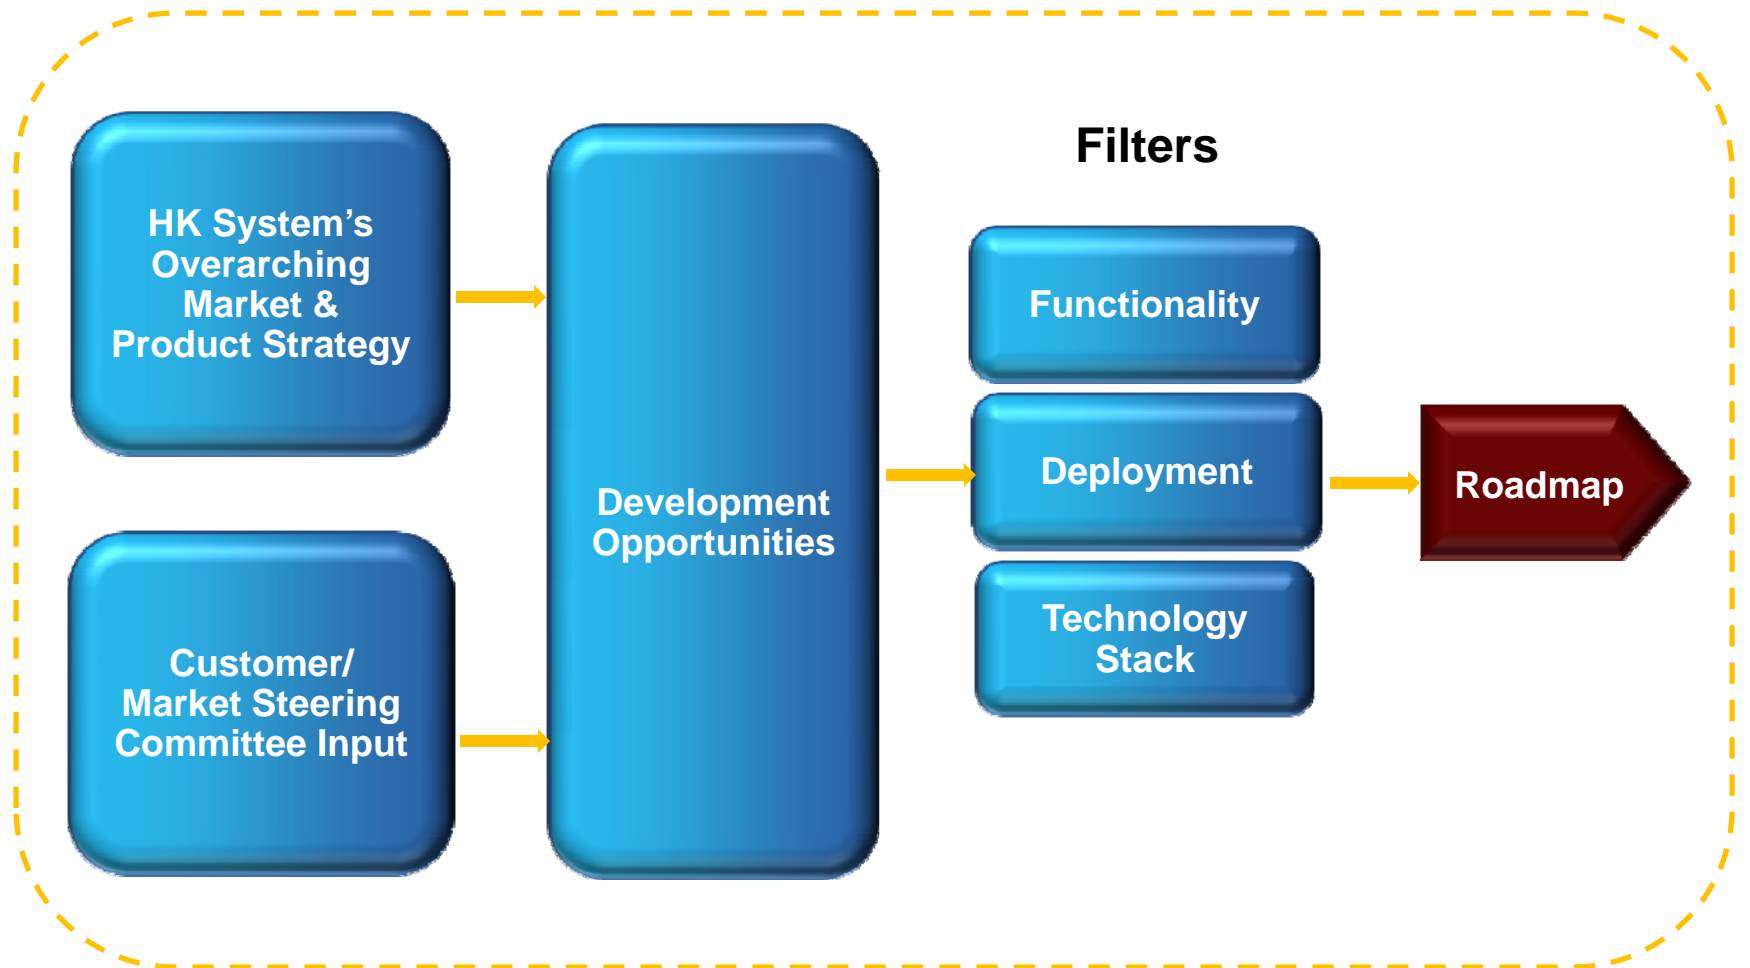 HK System’s
Overarching
Market &
Product Strategy
Customer/
Market Steering
Committee Input
Development
Opportunities
Filters
Functionality
Deployment
Technology
Stack
Roadmap